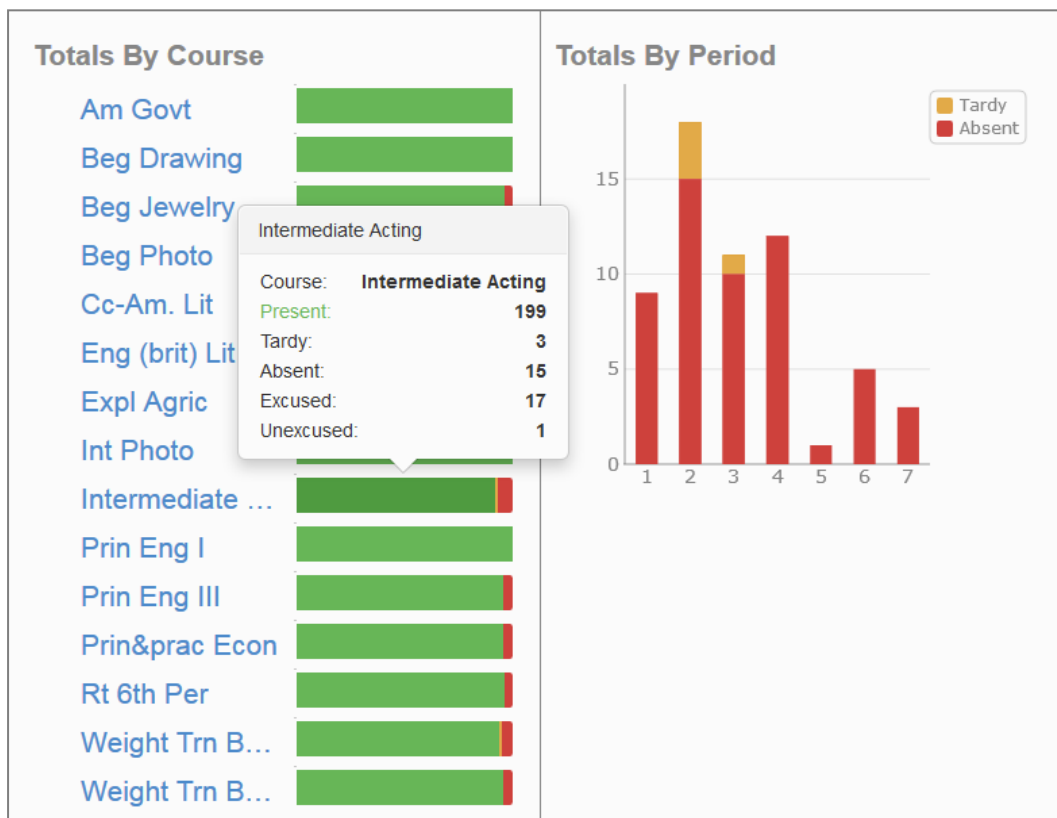 Totals By Course
Am Govt
Beg Drawing
Beg Jewelry
Beg Photo
Cc-Am. Lit
Eng (brit) Lit
Expl Agric
Int Photo
Intermediate ...
Prin Eng I
Prin Eng III
Prin&prac Econ
Rt 6th Per
Weight Trn B...
Weight Trn B...
Intermediate Acting
Course: Intermediate Acting
Present: 199
Tardy: 3
Absent: 15
Excused: 17
Unexcused: 1
Totals By Period
Tardy
Absent
15
10
5
0
1 2 3 4 5 6 7